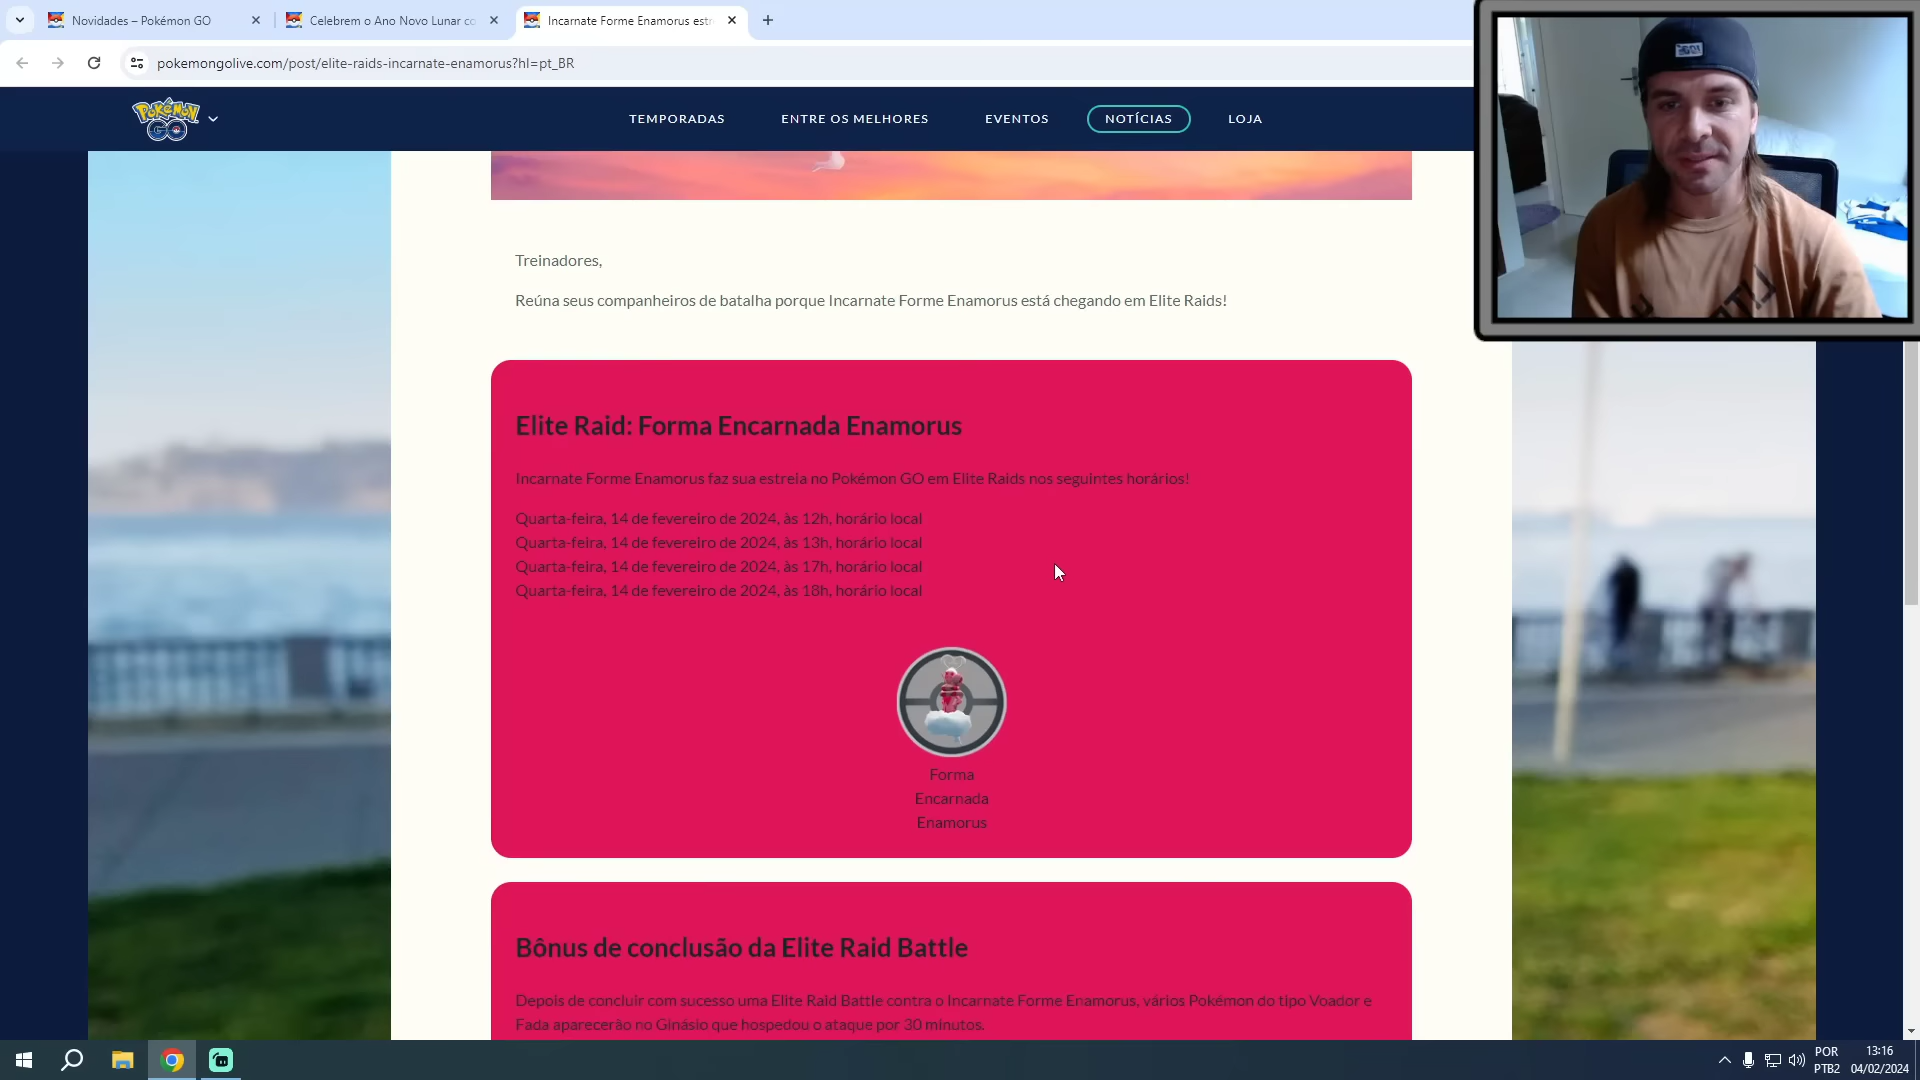 Novidades – Pokémon GO
Celebrem o Ano Novo Lunar co
Incarnate Forme Enamorus estr
pokemongolive.com/post/elite-raids-incarnate-enamorus?hl=pt_BR
POKÉMON GO
TEMPORADAS
ENTRE OS MELHORES
EVENTOS
NOTÍCIAS
LOJA
Treinadores,
Reúna seus companheiros de batalha porque Incarnate Forme Enamorus está chegando em Elite Raids!
Elite Raid: Forma Encarnada Enamorus
Incarnate Forme Enamorus faz sua estreia no Pokémon GO em Elite Raids nos seguintes horários!
Quarta-feira, 14 de fevereiro de 2024, às 12h, horário local
Quarta-feira, 14 de fevereiro de 2024, às 13h, horário local
Quarta-feira, 14 de fevereiro de 2024, às 17h, horário local
Quarta-feira, 14 de fevereiro de 2024, às 18h, horário local
Forma
Encarnada
Enamorus
Bônus de conclusão da Elite Raid Battle
Depois de concluir com sucesso uma Elite Raid Battle contra o Incarnate Forme Enamorus, vários Pokémon do tipo Voador e
Fada aparecerão no Ginásio que hospedou o ataque por 30 minutos.
POR
PTB2
13:16
04/02/2024